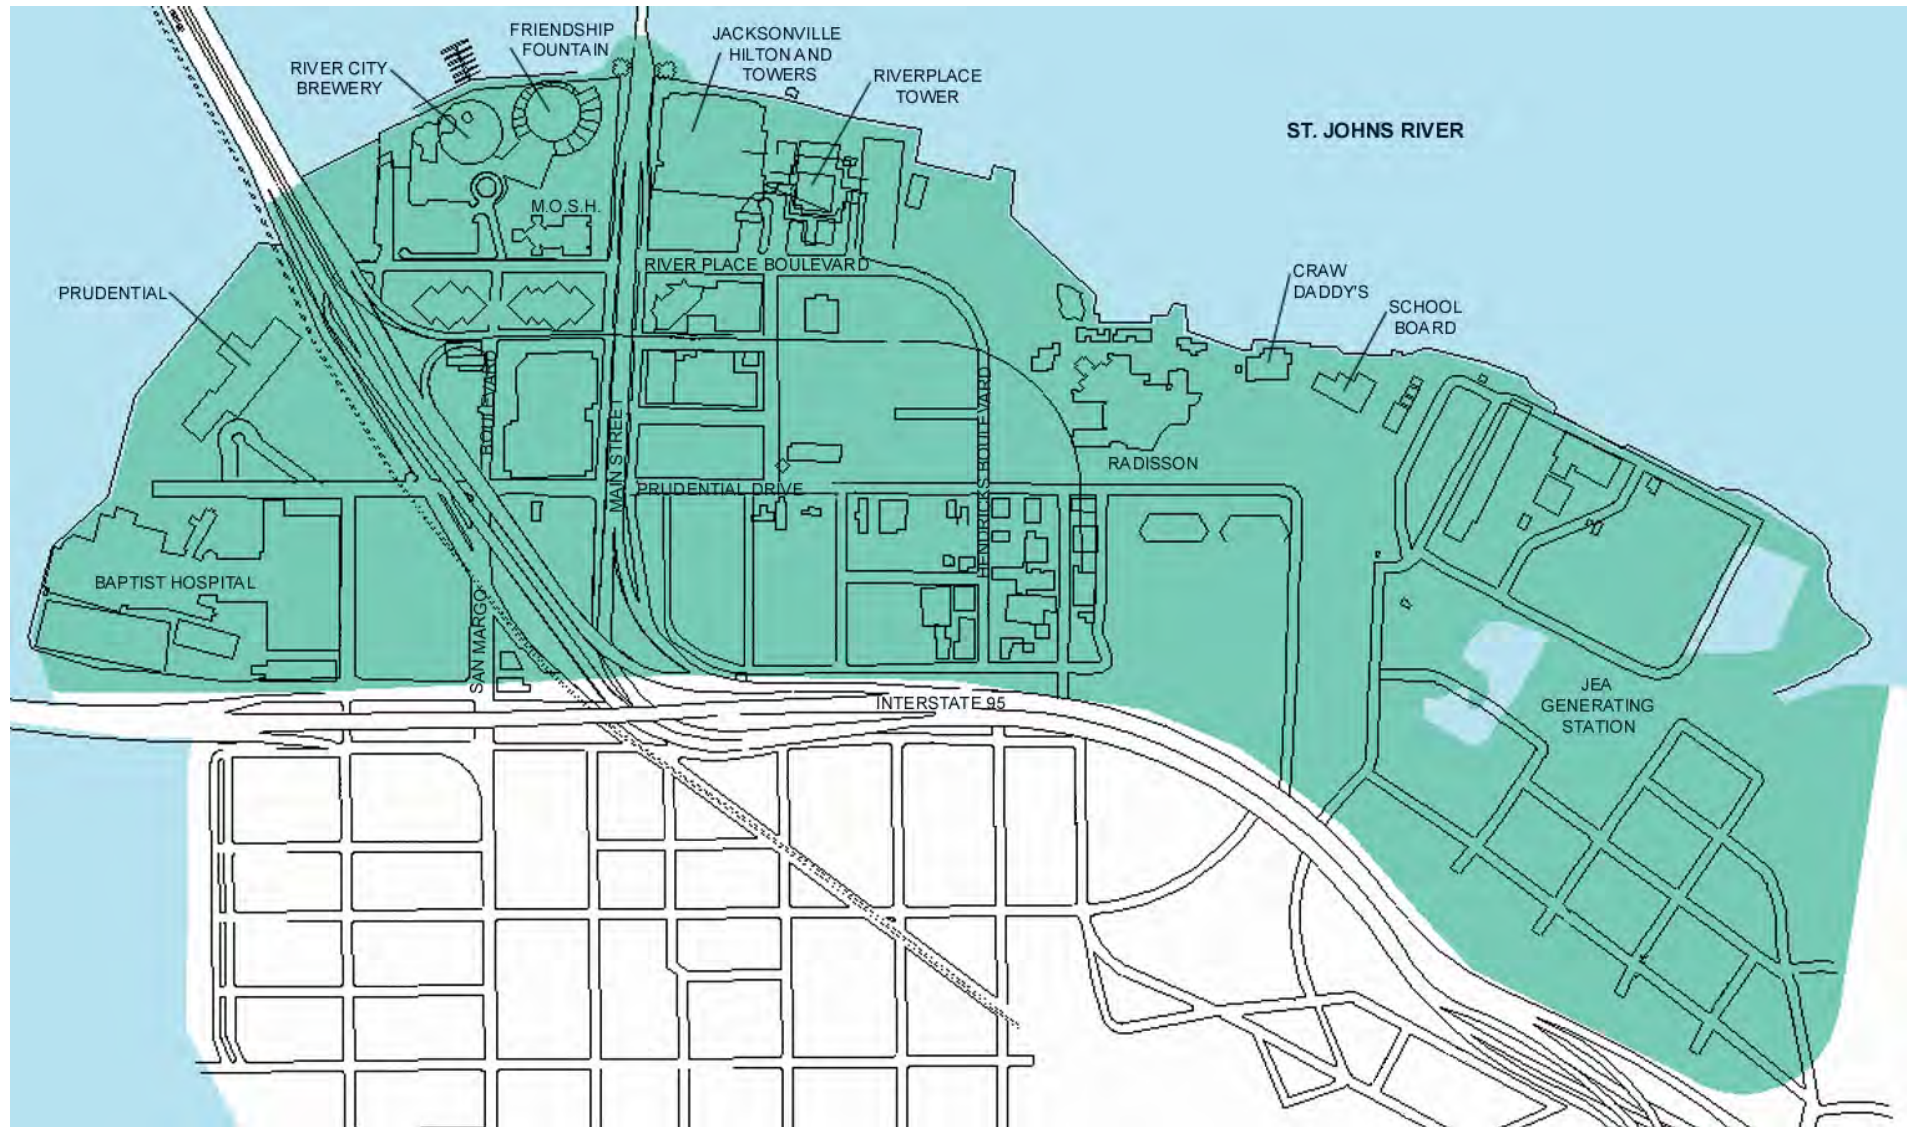 FRIENDSHIP
FOUNTAIN
JACKSONVILLE
HILTON AND
TOWERS
RIVER CITY
BREWERY
RIVERPLACE
TOWER
ST. JOHNS RIVER
M.O.S.H.
RIVER PLACE BOULEVARD
PRUDENTIAL
CRAW
DADDY'S
SCHOOL
BOARD
BOULEVARD
MAIN STREET
HENDRICKS BOULEVARD
RADISSON
PRUDENTIAL DRIVE
BAPTIST HOSPITAL
SAN MARGO
INTERSTATE 95
JEA
GENERATING
STATION